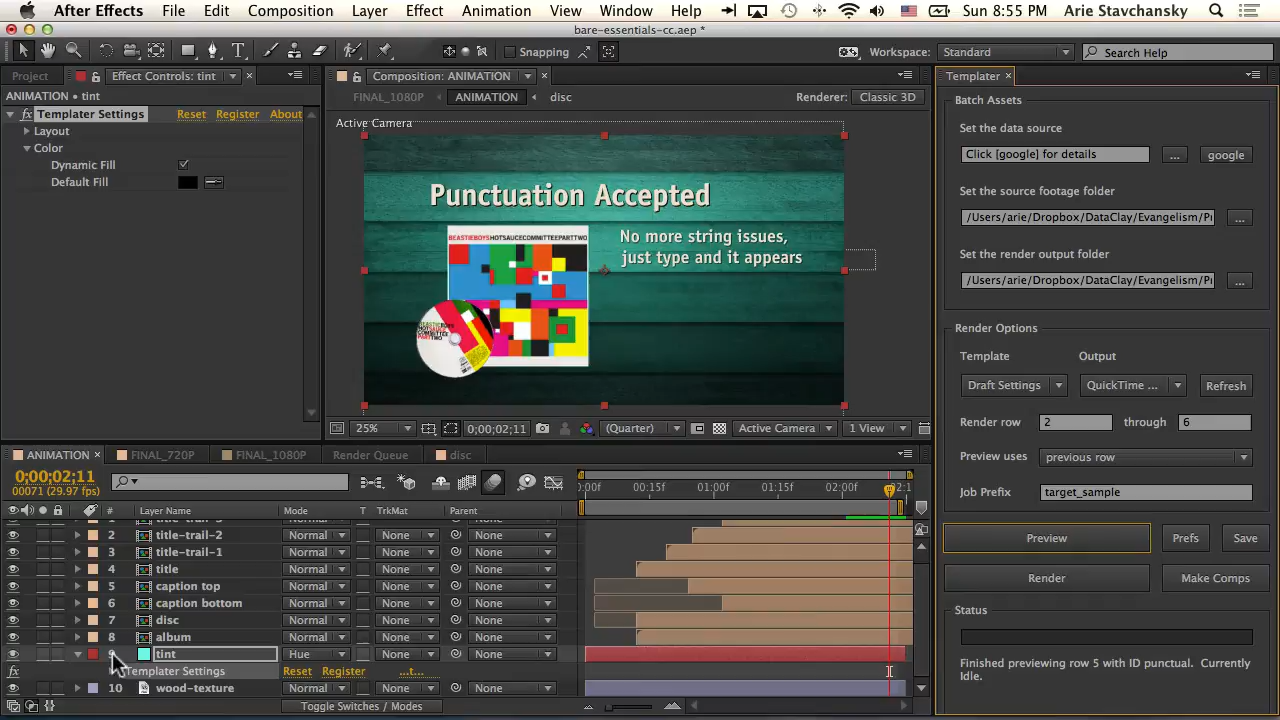 After Effects File Edit Composition Layer Effect Animation View Window Help Sun 8:55 PM Arie Stavchansky
bare-essentials-cc.aep *
Snapping Workspace: Standard Search Help
Project Effect Controls: tint
ANIMATION • tint
fx Templater Settings Reset Register About
Layout
Color
Dynamic Fill
Default Fill
Composition: ANIMATION
FINAL_1080P ANIMATION disc Renderer: Classic 3D
Active Camera
Punctuation Accepted
No more string issues,
just type and it appears
BEASTIEBOYSHOTSAUCECOMMITTEEPARTTWO
25% 0;00;02;11 (Quarter) Active Camera 1 View
Templater
Batch Assets
Set the data source
Click [google] for details ... google
Set the source footage folder
/Users/arie/Dropbox/DataClay/Evangelism/Pr ...
Set the render output folder
/Users/arie/Dropbox/DataClay/Evangelism/Pr ...
Render Options
Template Output
Draft Settings QuickTime ... Refresh
Render row 2 through 6
Preview uses previous row
Job Prefix target_sample
Preview Prefs Save
Render Make Comps
Status
Finished previewing row 5 with ID punctual. Currently
Idle.
ANIMATION FINAL_720P FINAL_1080P Render Queue disc
0;00;02;11
00071 (29.97 fps)
:00f 00:15f 01:00f 01:15f 02:00f 02:1
# Layer Name Mode T TrkMat Parent
2 title-trail-2 Normal None None
3 title-trail-1 Normal None None
4 title Normal None None
5 caption top Normal None None
6 caption bottom Normal None None
7 disc Normal None None
8 album Normal None None
9 tint Hue None None
fx Templater Settings Reset Register ...t...
10 wood-texture Normal None None
Toggle Switches / Modes